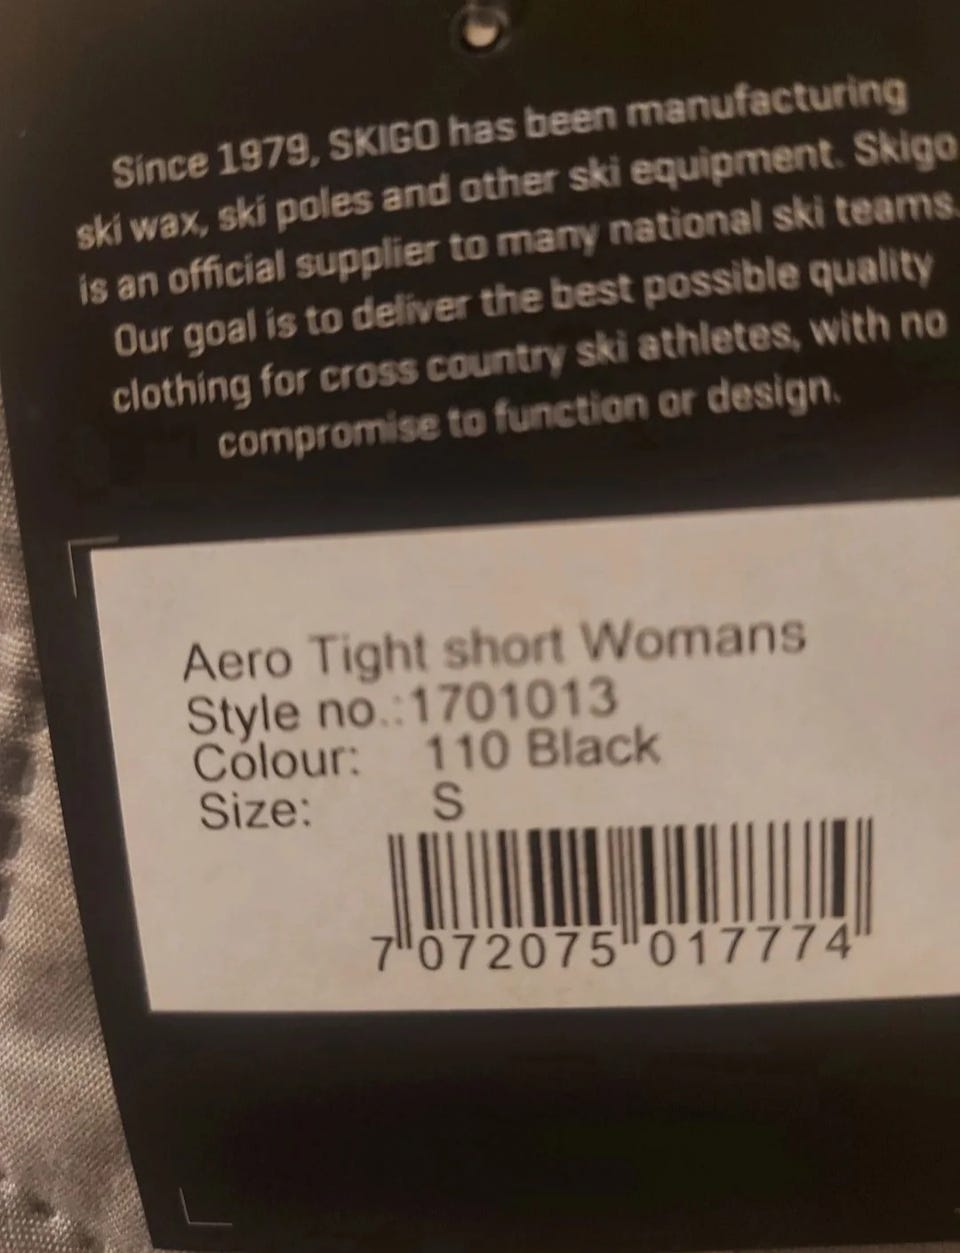 Since 1979, SKIGO has been manufacturing
ski wax, ski poles and other ski equipment. Skigo
is an official supplier to many national ski teams.
Our goal is to deliver the best possible quality
clothing for cross country ski athletes, with no
compromise to function or design.
Aero Tight short Womans
Style no.:1701013
Colour: 110 Black
Size: S
7 072075 017774